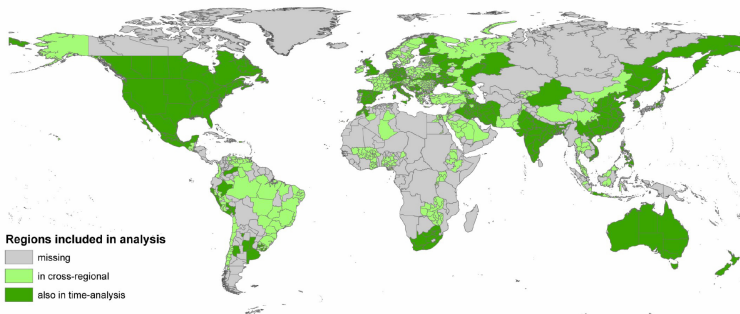 Regions included in analysis
missing
in cross-regional
also in time-analysis